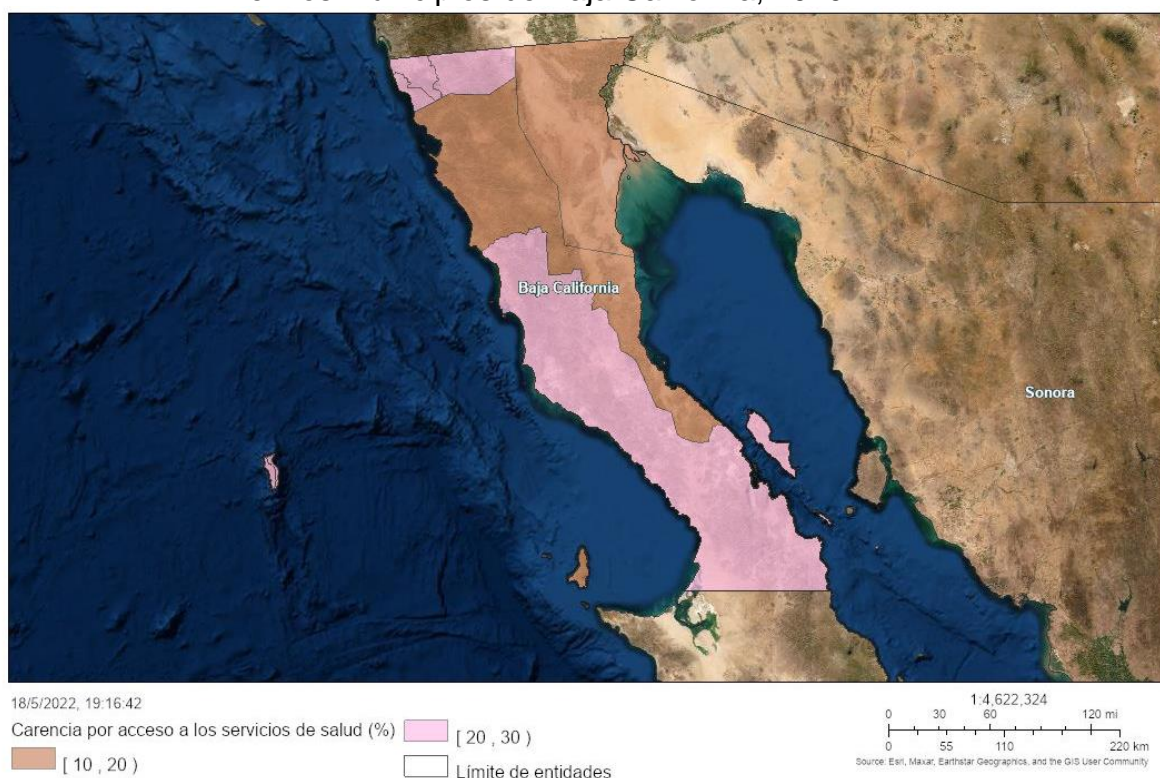 Baja California
Sonora
18/5/2022, 19:16:42
Carencia por acceso a los servicios de salud (%)
[ 10 , 20 )
[ 20 , 30 )
Límite de entidades
1:4,622,324
0 30 60 120 mi
0 55 110 220 km
Source: Esri, Maxar, Earthstar Geographics, and the GIS User Community